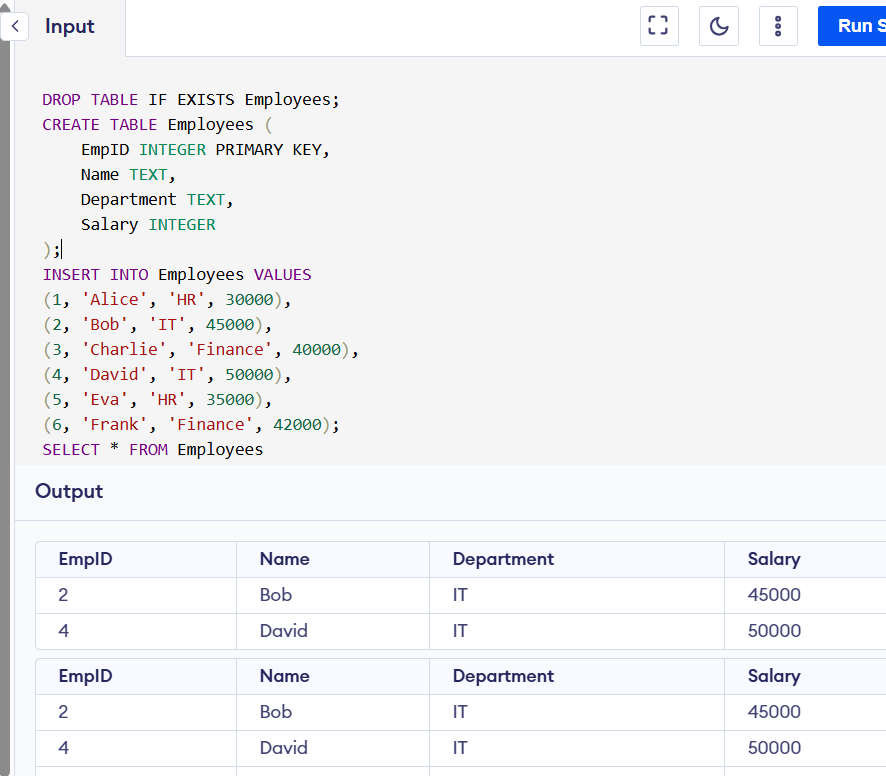 Input
Run S
DROP TABLE IF EXISTS Employees;
CREATE TABLE Employees (
    EmpID INTEGER PRIMARY KEY,
    Name TEXT,
    Department TEXT,
    Salary INTEGER
);
INSERT INTO Employees VALUES
(1, 'Alice', 'HR', 30000),
(2, 'Bob', 'IT', 45000),
(3, 'Charlie', 'Finance', 40000),
(4, 'David', 'IT', 50000),
(5, 'Eva', 'HR', 35000),
(6, 'Frank', 'Finance', 42000);
SELECT * FROM Employees
Output
EmpID Name Department Salary
2 Bob IT 45000
4 David IT 50000
EmpID Name Department Salary
2 Bob IT 45000
4 David IT 50000